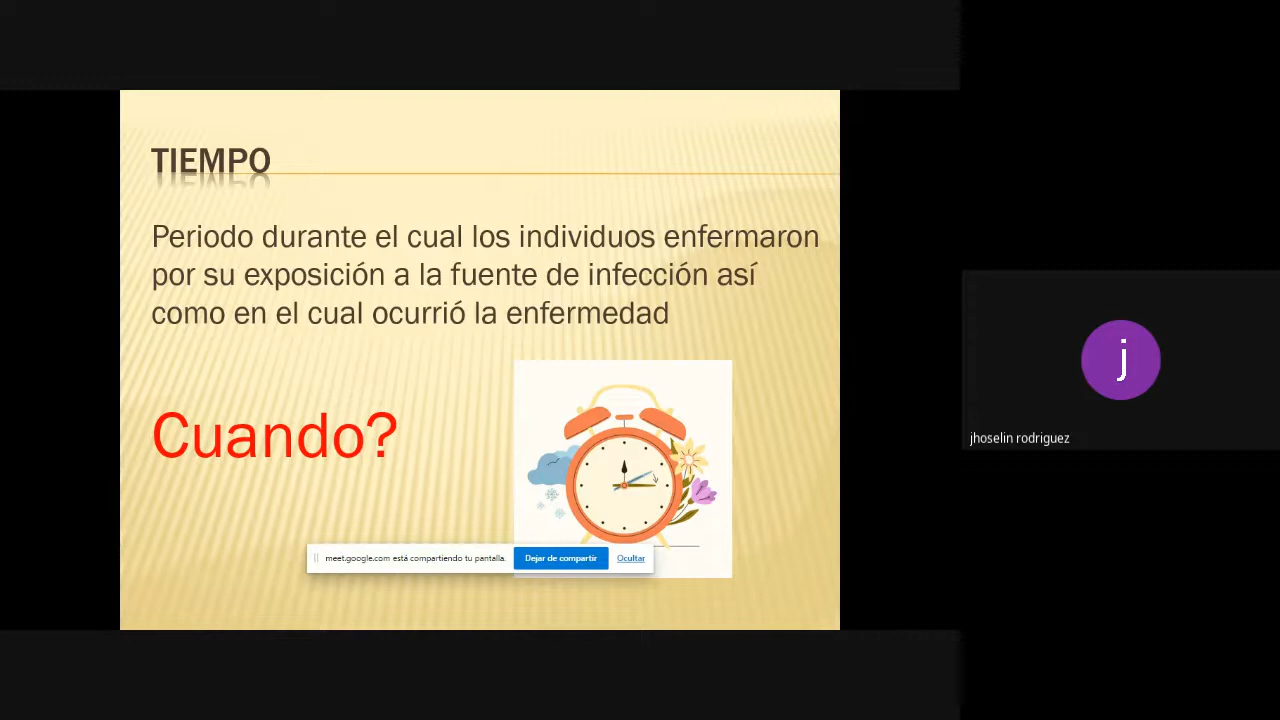 TIEMPO
Periodo durante el cual los individuos enfermaron
por su exposición a la fuente de infección así
como en el cual ocurrió la enfermedad
Cuando?
meet.google.com está compartiendo tu pantalla.
Dejar de compartir
Ocultar
j
jhoselin rodriguez